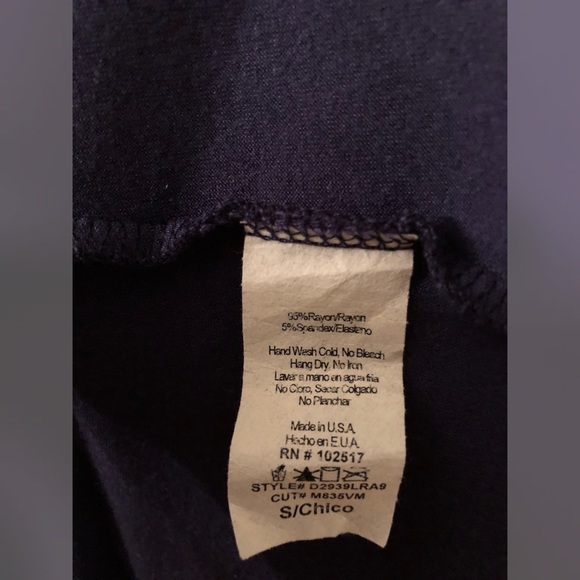 95%Rayon/Rayon
5%Spandex/Elasteno
Hand Wash Cold, No Bleach
Hang Dry, No Iron
Lavar a mano en agua fria
No Cloro, Secar Colgado
No Planchar
Made in U.S.A.
Hecho en E.U.A.
RN # 102517
STYLE# D2939LRA9
CUT# M835VM
S/Chico